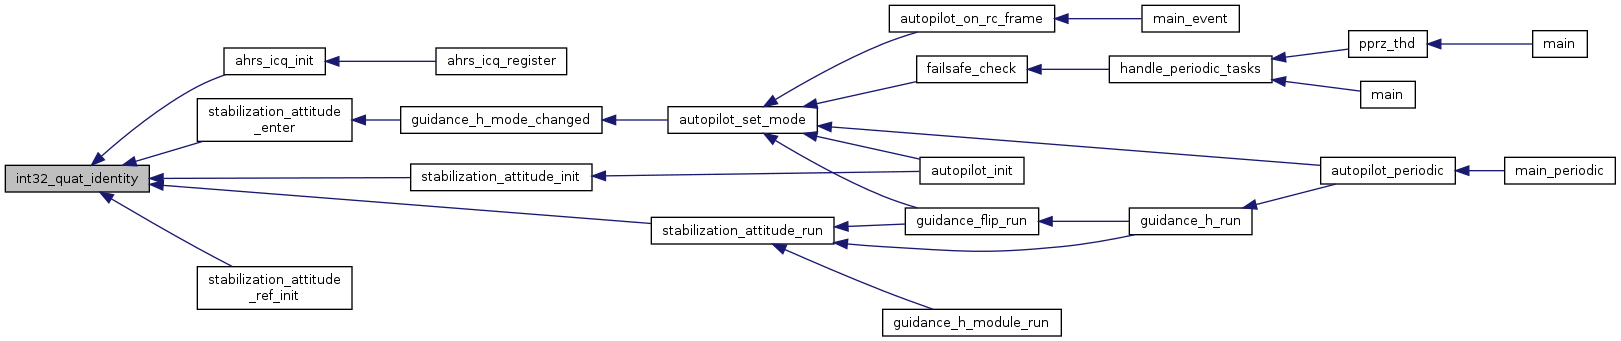 int32_quat_identity
ahrs_icq_init
ahrs_icq_register
stabilization_attitude
_enter
guidance_h_mode_changed
autopilot_set_mode
autopilot_on_rc_frame
main_event
failsafe_check
handle_periodic_tasks
pprz_thd
main
main
autopilot_init
autopilot_periodic
main_periodic
guidance_flip_run
guidance_h_run
stabilization_attitude_init
stabilization_attitude_run
guidance_h_module_run
stabilization_attitude
_ref_init